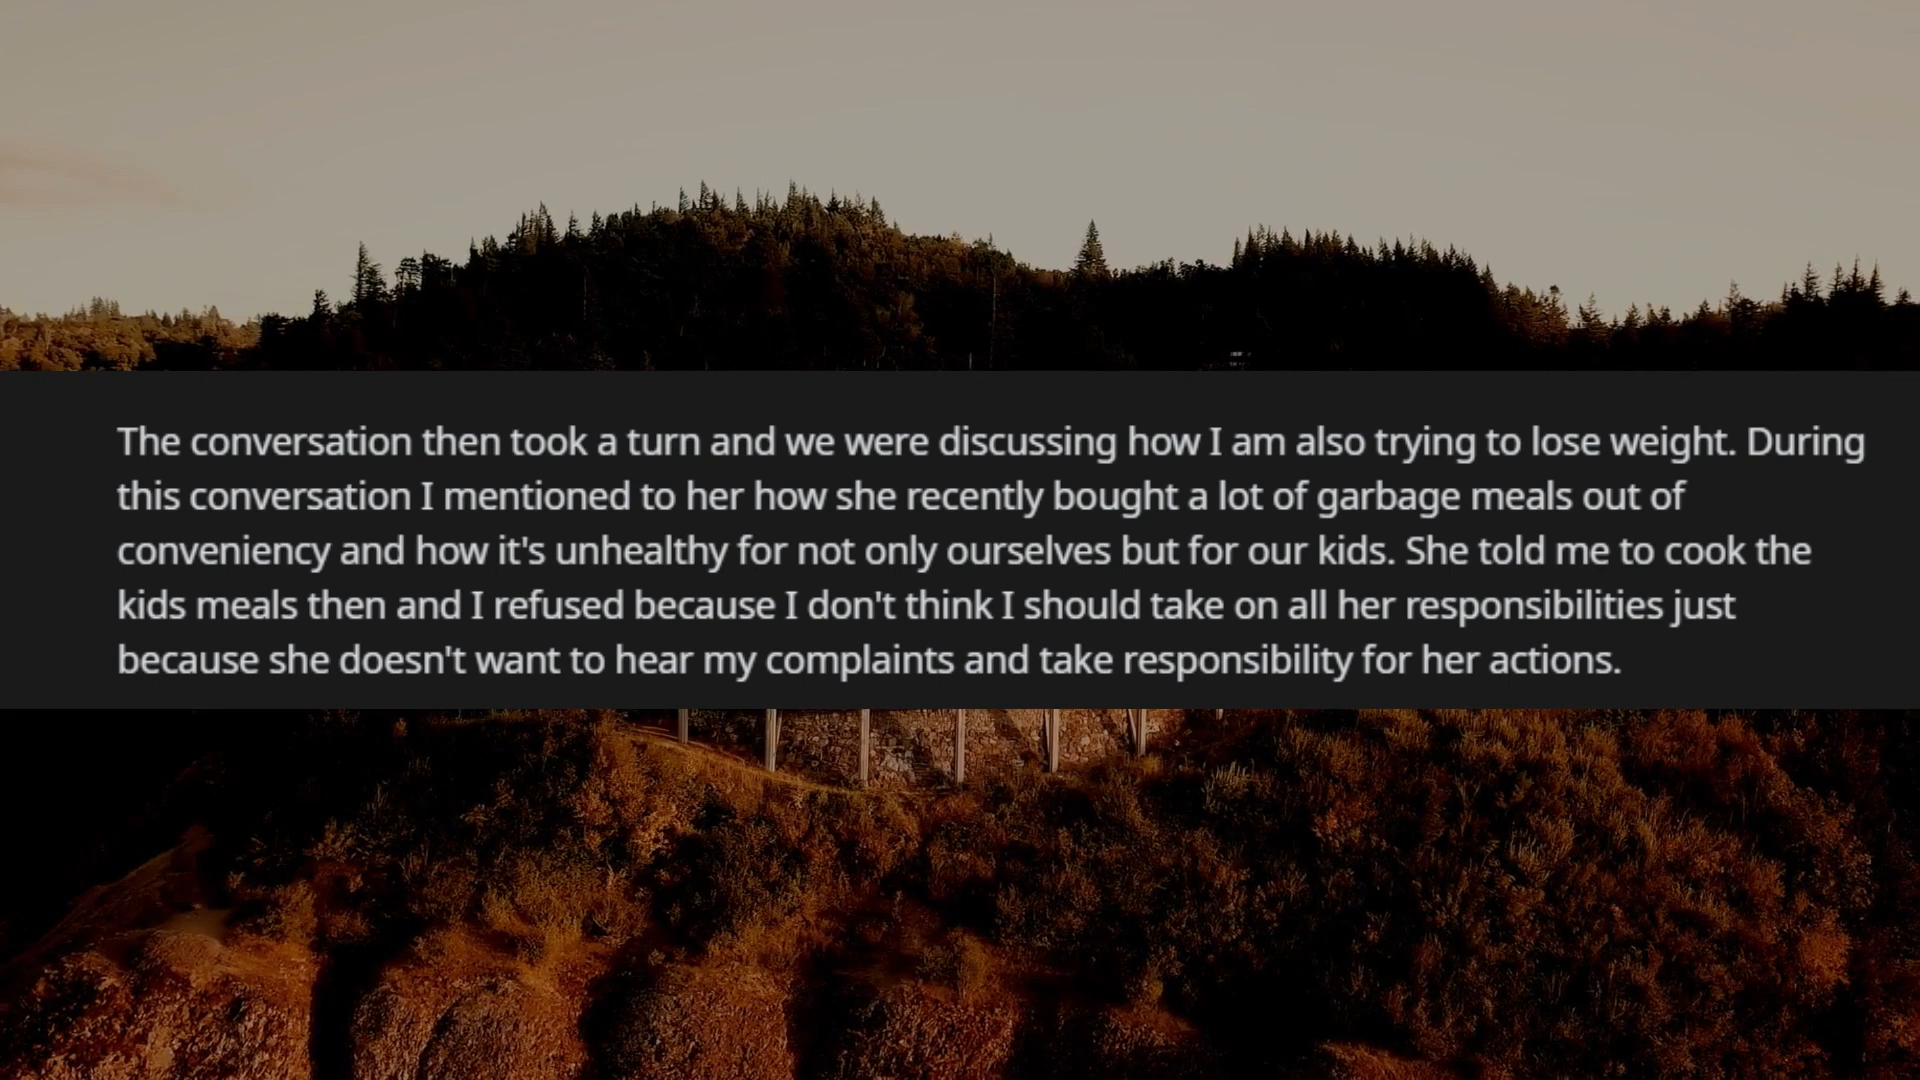 The conversation then took a turn and we were discussing how I am also trying to lose weight. During
this conversation I mentioned to her how she recently bought a lot of garbage meals out of
conveniency and how it's unhealthy for not only ourselves but for our kids. She told me to cook the
kids meals then and I refused because I don't think I should take on all her responsibilities just
because she doesn't want to hear my complaints and take responsibility for her actions.